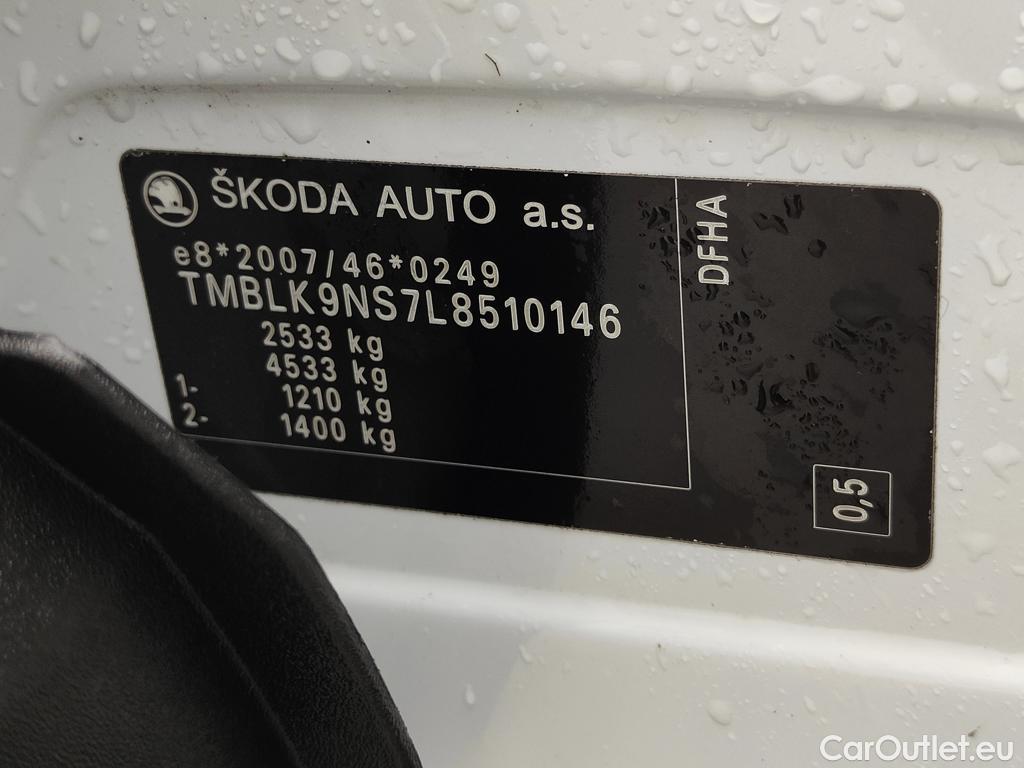 ŠKODA AUTO a.s.
e8*2007/46*0249
TMBLK9NS7L8510146
2533 kg
4533 kg
1- 1210 kg
2- 1400 kg
DFHA
0,5
CarOutlet.eu